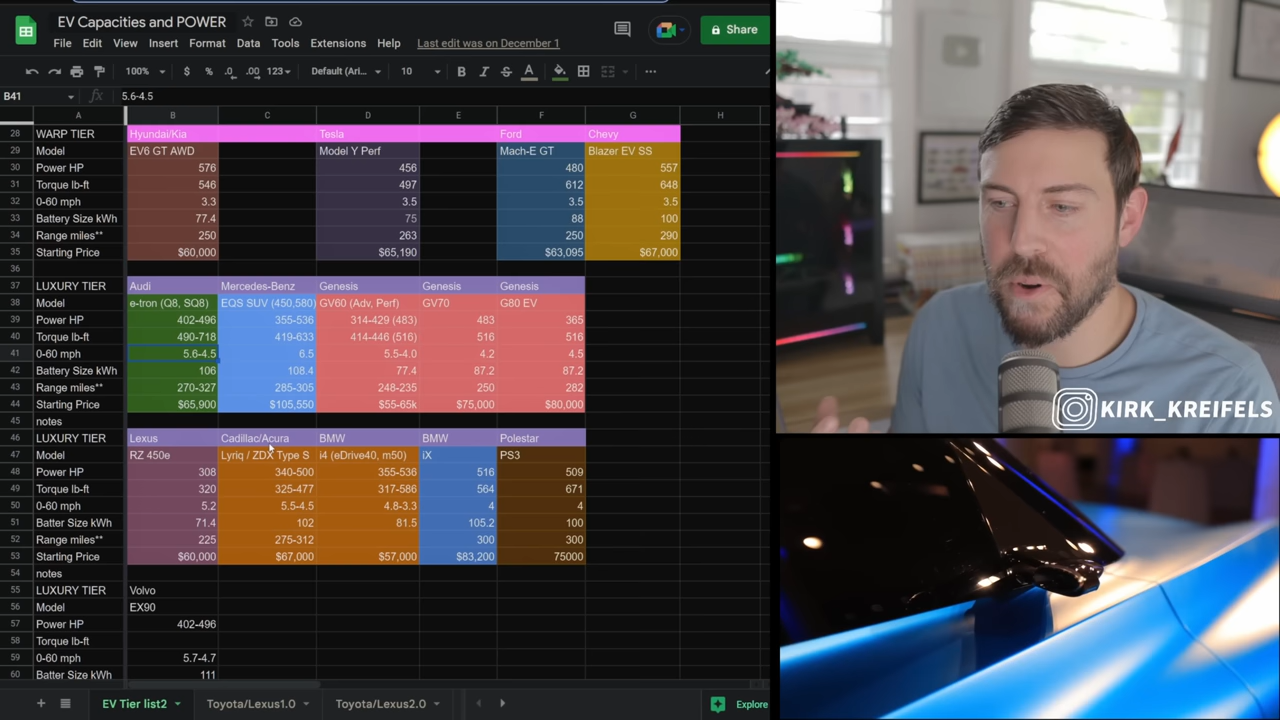 EV Capacities and POWER
File Edit View Insert Format Data Tools Extensions Help Last edit was on December 1
Share
100% $ % .0 .00 123 Default (Ari... 10 B I S A
B41 fx 5.6-4.5
A B C D E F G H
28 WARP TIER Hyundai/Kia Tesla Ford Chevy
29 Model EV6 GT AWD Model Y Perf Mach-E GT Blazer EV SS
30 Power HP 576 456 480 557
31 Torque lb-ft 546 497 612 648
32 0-60 mph 3.3 3.5 3.5 3.5
33 Battery Size kWh 77.4 75 88 100
34 Range miles** 250 263 250 290
35 Starting Price $60,000 $65,190 $63,095 $67,000
36
37 LUXURY TIER Audi Mercedes-Benz Genesis Genesis Genesis
38 Model e-tron (Q8, SQ8) EQS SUV (450,580) GV60 (Adv, Perf) GV70 G80 EV
39 Power HP 402-496 355-536 314-429 (483) 483 365
40 Torque lb-ft 490-718 419-633 414-446 (516) 516 516
41 0-60 mph 5.6-4.5 6.5 5.5-4.0 4.2 4.5
42 Battery Size kWh 106 108.4 77.4 87.2 87.2
43 Range miles** 270-327 285-305 248-235 250 282
44 Starting Price $65,900 $105,550 $55-65k $75,000 $80,000
45 notes
46 LUXURY TIER Lexus Cadillac/Acura BMW BMW Polestar
47 Model RZ 450e Lyriq / ZDX Type S i4 (eDrive40, m50) iX PS3
48 Power HP 308 340-500 355-536 516 509
49 Torque lb-ft 320 325-477 317-586 564 671
50 0-60 mph 5.2 5.5-4.5 4.8-3.3 4 4
51 Batter Size kWh 71.4 102 81.5 105.2 100
52 Range miles** 225 275-312 300 300
53 Starting Price $60,000 $67,000 $57,000 $83,200 75000
54 notes
55 LUXURY TIER Volvo
56 Model EX90
57 Power HP 402-496
58 Torque lb-ft
59 0-60 mph 5.7-4.7
60 Batter Size kWh 111
EV Tier list2 Toyota/Lexus1.0 Toyota/Lexus2.0 Explore
KIRK_KREIFELS